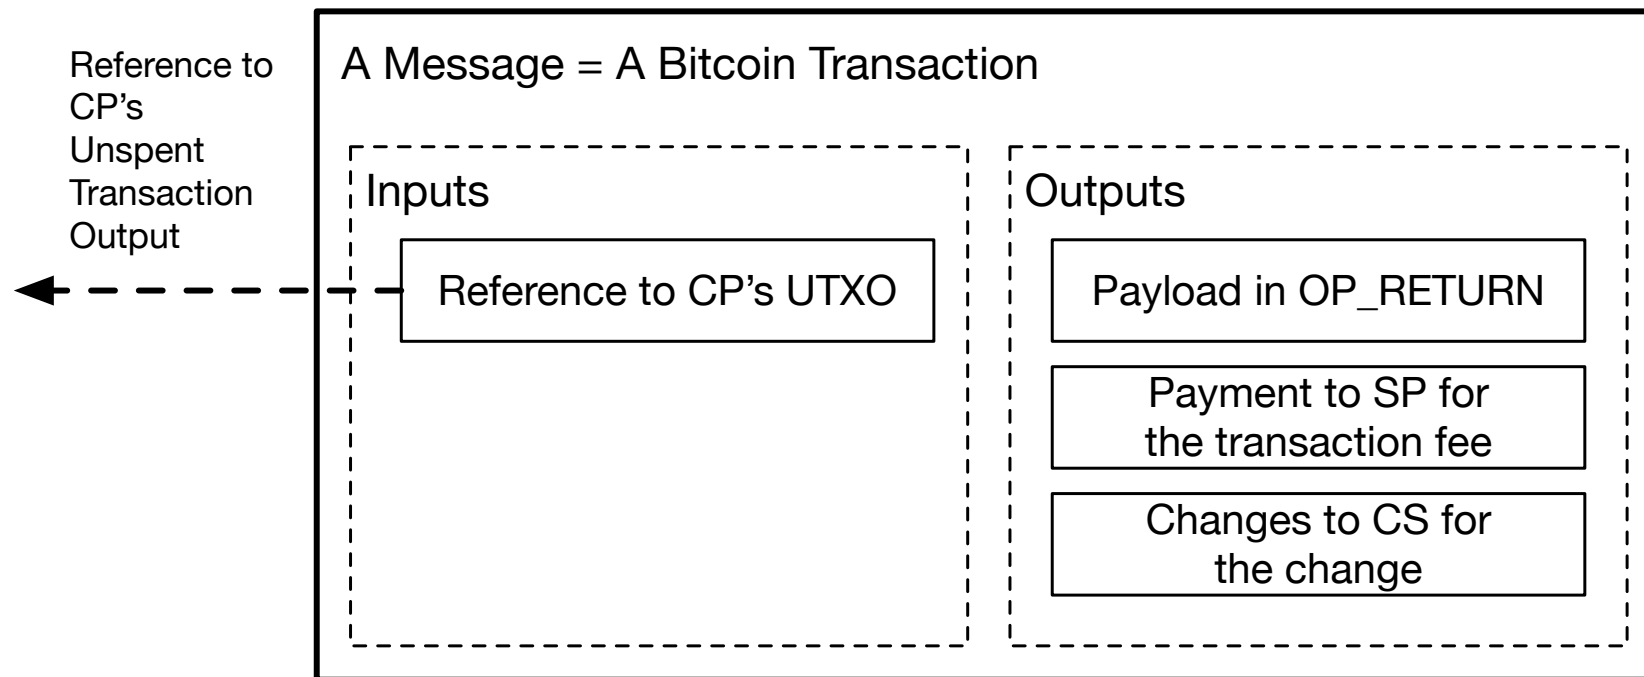 Reference to
CP’s
Unspent
Transaction
Output
A Message = A Bitcoin Transaction
Inputs
Reference to CP’s UTXO
Outputs
Payload in OP_RETURN
Payment to SP for
the transaction fee
Changes to CS for
the change